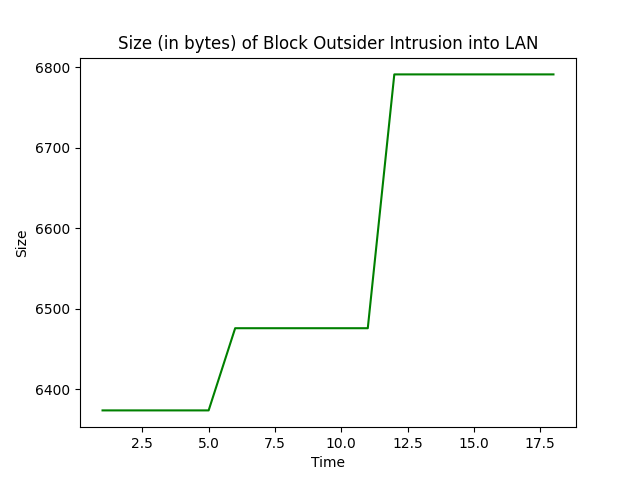 Size (in bytes) of Block Outsider Intrusion into LAN
6800
6700
6600
6500
6400
Size
2.5 5.0 7.5 10.0 12.5 15.0 17.5
Time